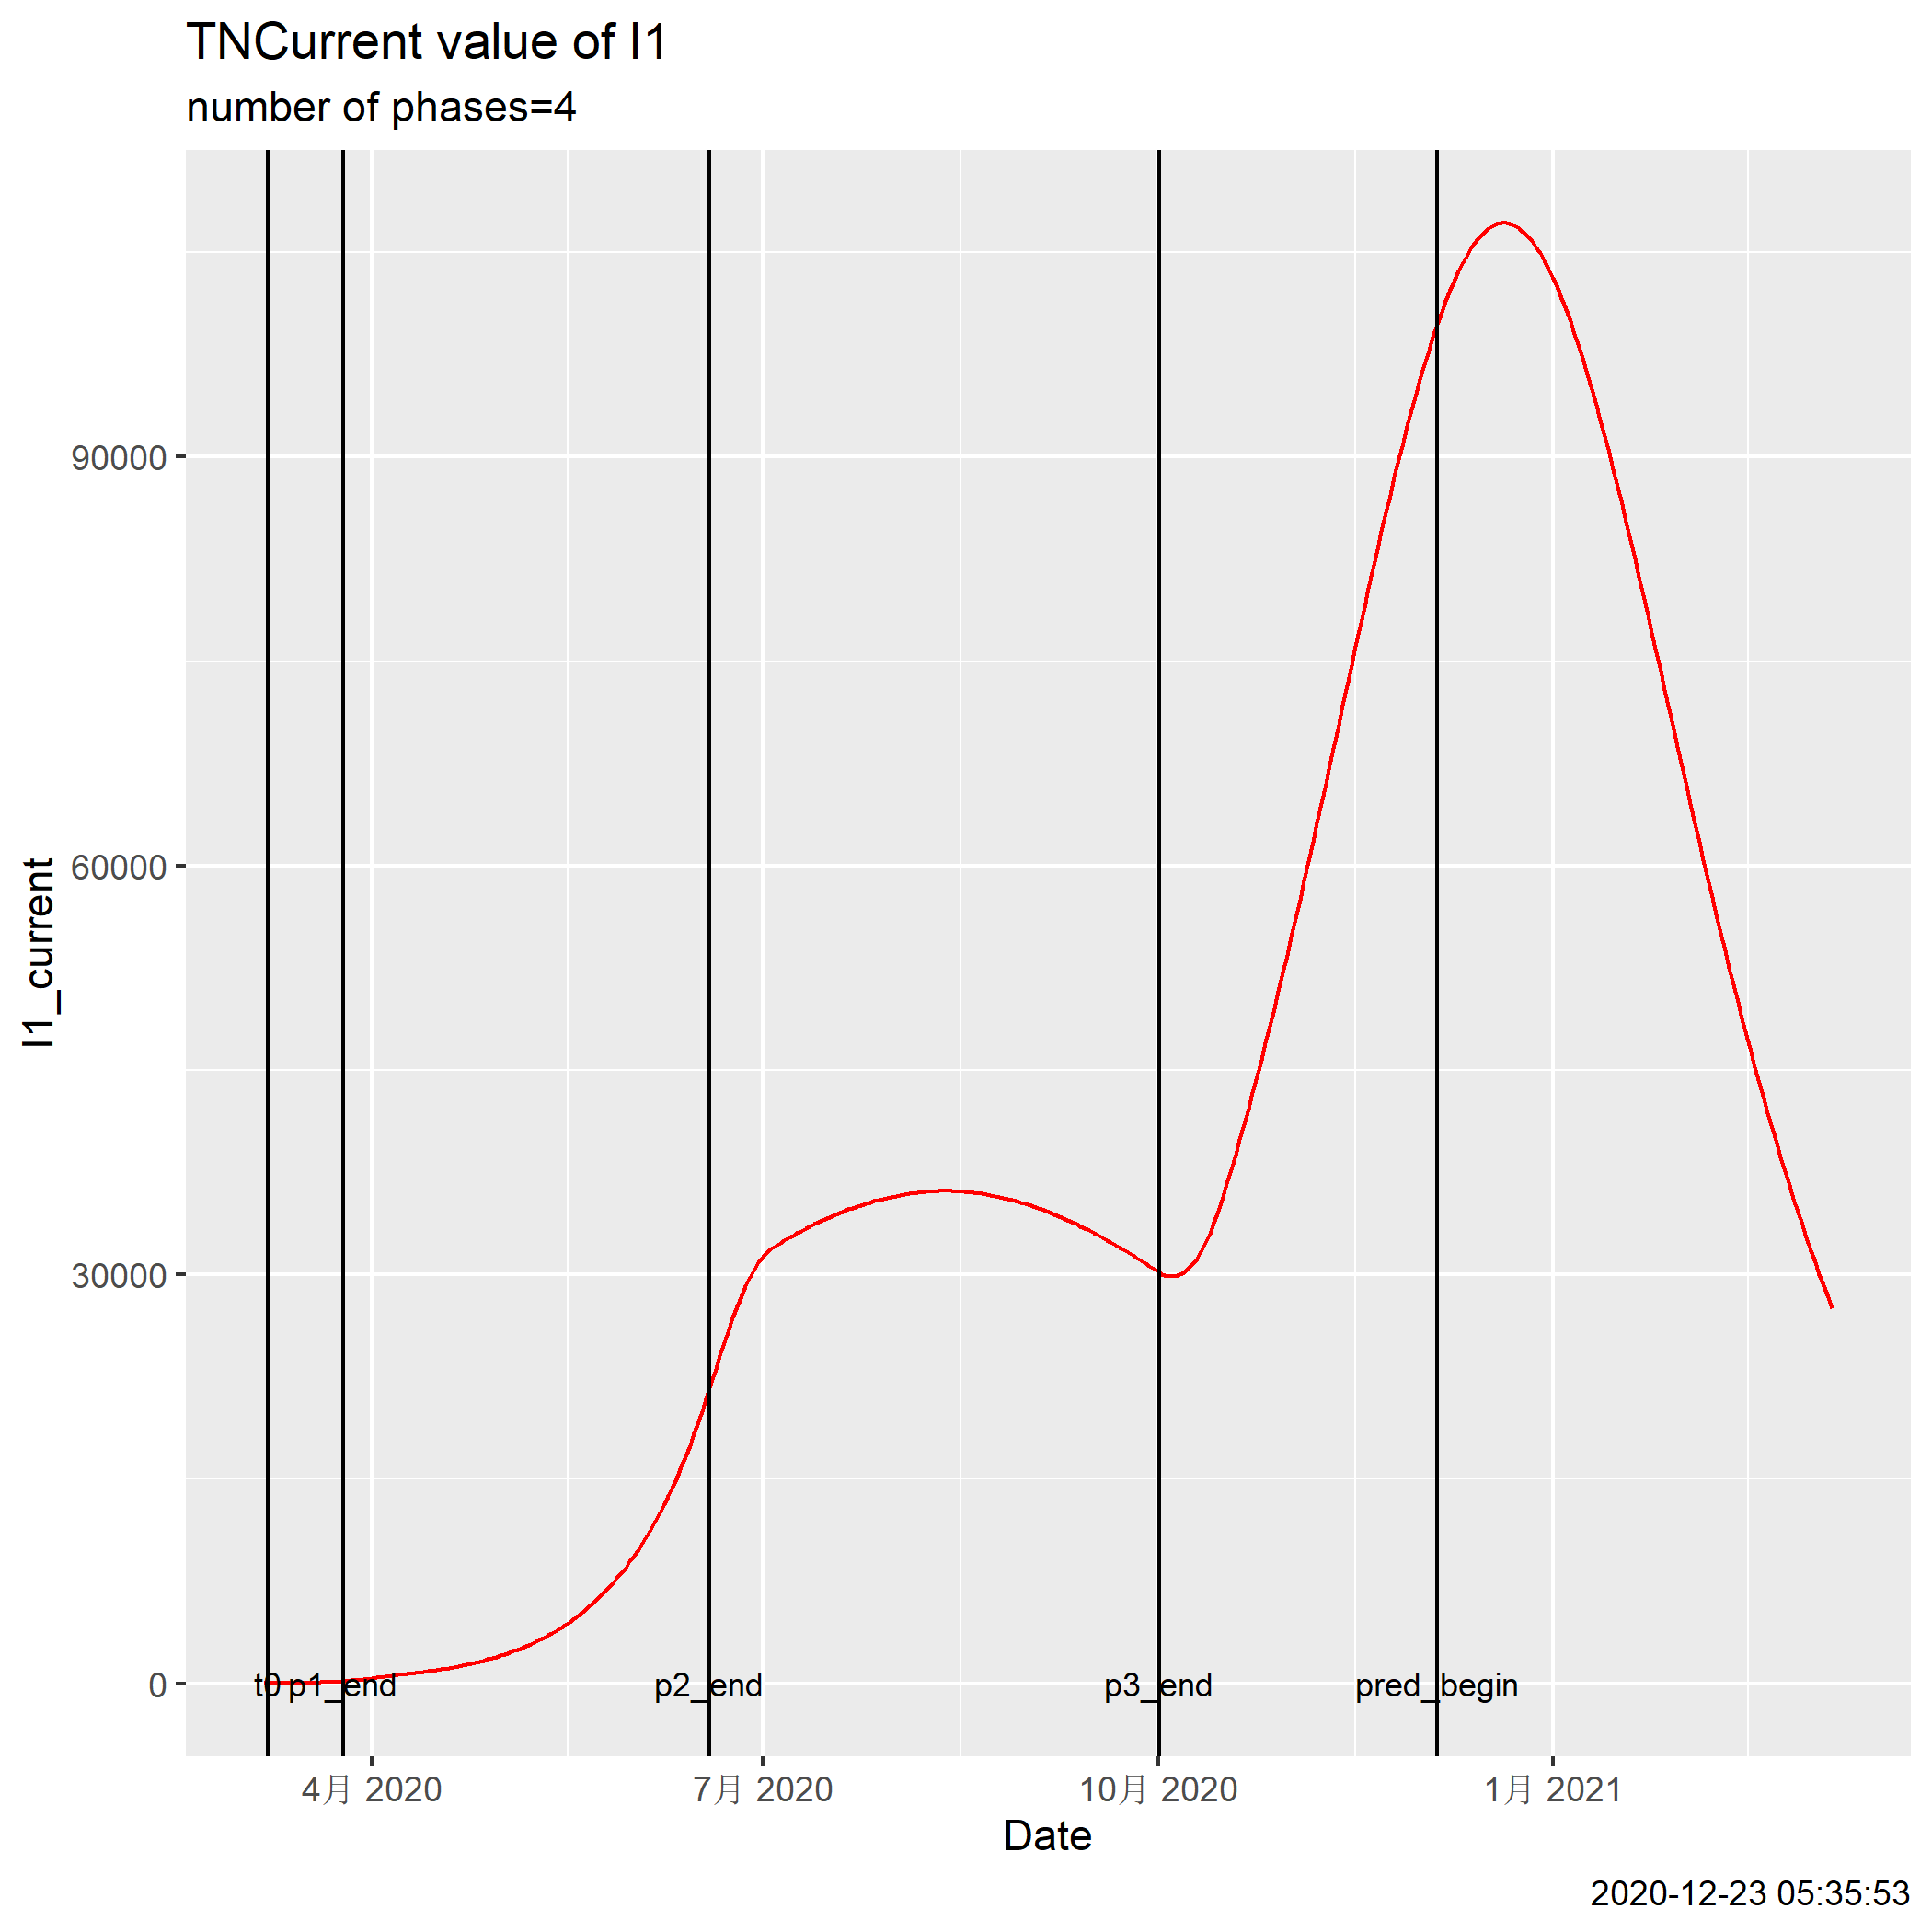 TNCurrent value of I1
number of phases=4
I1_current
90000
60000
30000
0
t0 p1_end p2_end p3_end pred_begin
4月 2020 7月 2020 10月 2020 1月 2021
Date
2020-12-23 05:35:53